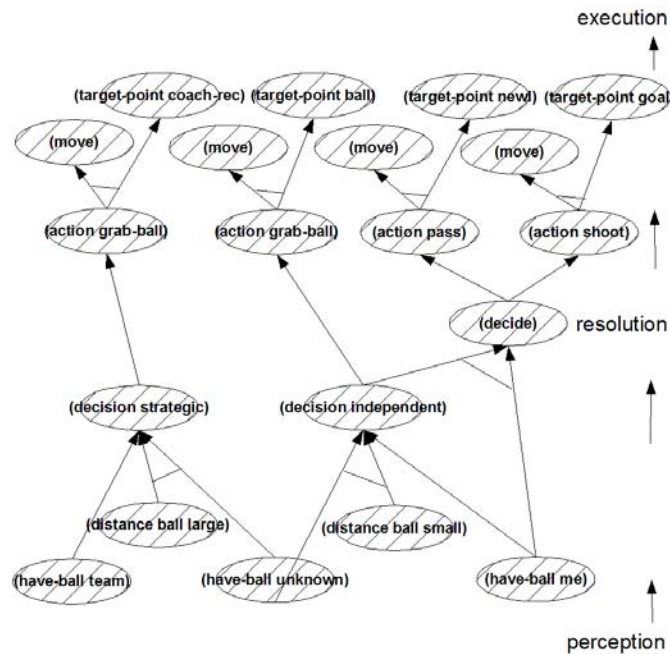 execution
(target-point coach-rec)
(target-point ball)
(target-point newl)
(target-point goal
(move)
(move)
(move)
(move)
(action grab-ball)
(action grab-ball)
(action pass)
(action shoot)
(decide)
resolution
(decision strategic)
(decision independent)
(distance ball large)
(distance ball small)
(have-ball team)
(have-ball unknown)
(have-ball me)
perception